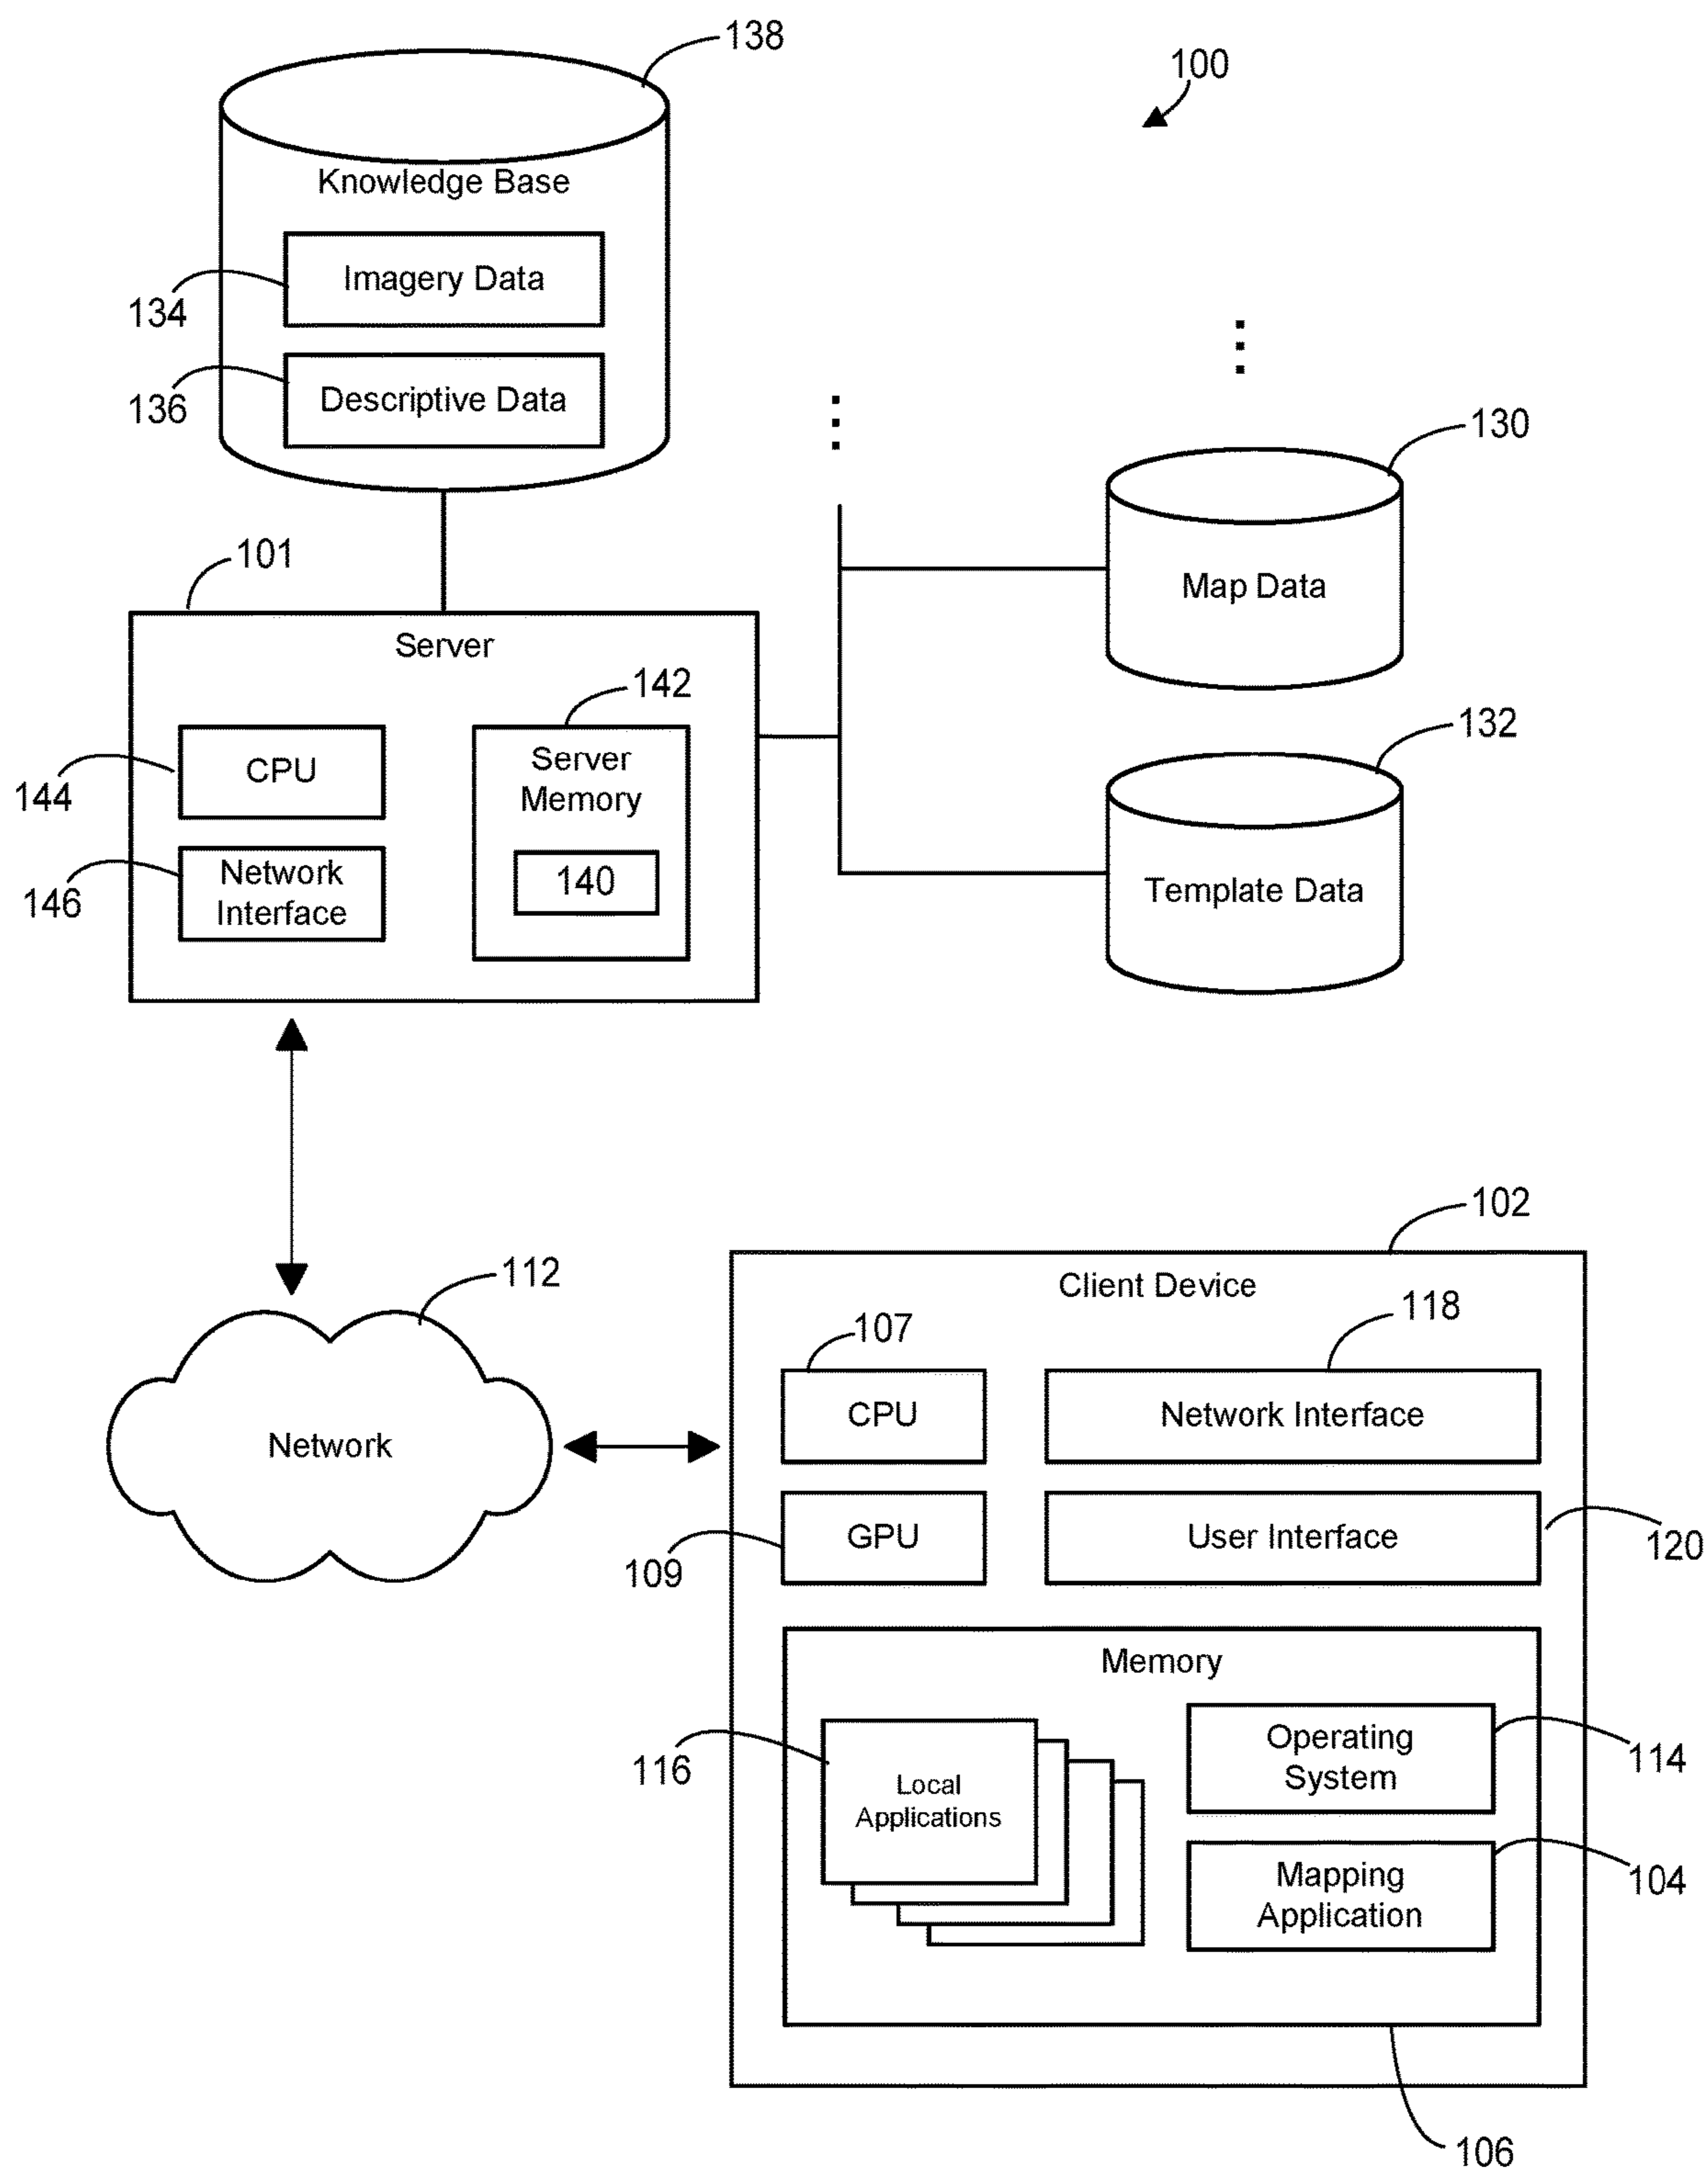 138
100
Knowledge Base
Imagery Data
134
Descriptive Data
136
130
Map Data
101
Server
142
132
CPU
144
Server
Memory
Network
Interface
146
140
Template Data
102
Client Device
112
107
118
Network
CPU
Network Interface
GPU
User Interface
109
120
Memory
116
Local
Applications
Operating
System
114
Mapping
Application
104
106